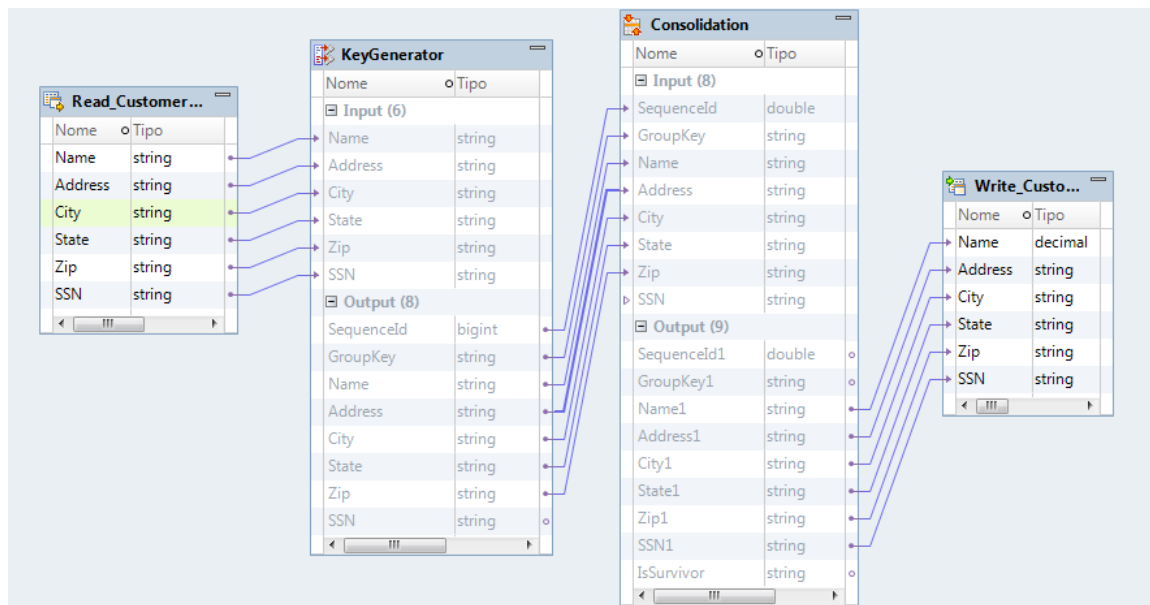 Read_Customer...
Nome Tipo
Name string
Address string
City string
State string
Zip string
SSN string
KeyGenerator
Nome Tipo
Input (6)
Name string
Address string
City string
State string
Zip string
SSN string
Output (8)
SequenceId bigint
GroupKey string
Name string
Address string
City string
State string
Zip string
SSN string
Consolidation
Nome Tipo
Input (8)
SequenceId double
GroupKey string
Name string
Address string
City string
State string
Zip string
SSN string
Output (9)
SequenceId1 double
GroupKey1 string
Name1 string
Address1 string
City1 string
State1 string
Zip1 string
SSN1 string
IsSurvivor string
Write_Custo...
Nome Tipo
Name decimal
Address string
City string
State string
Zip string
SSN string